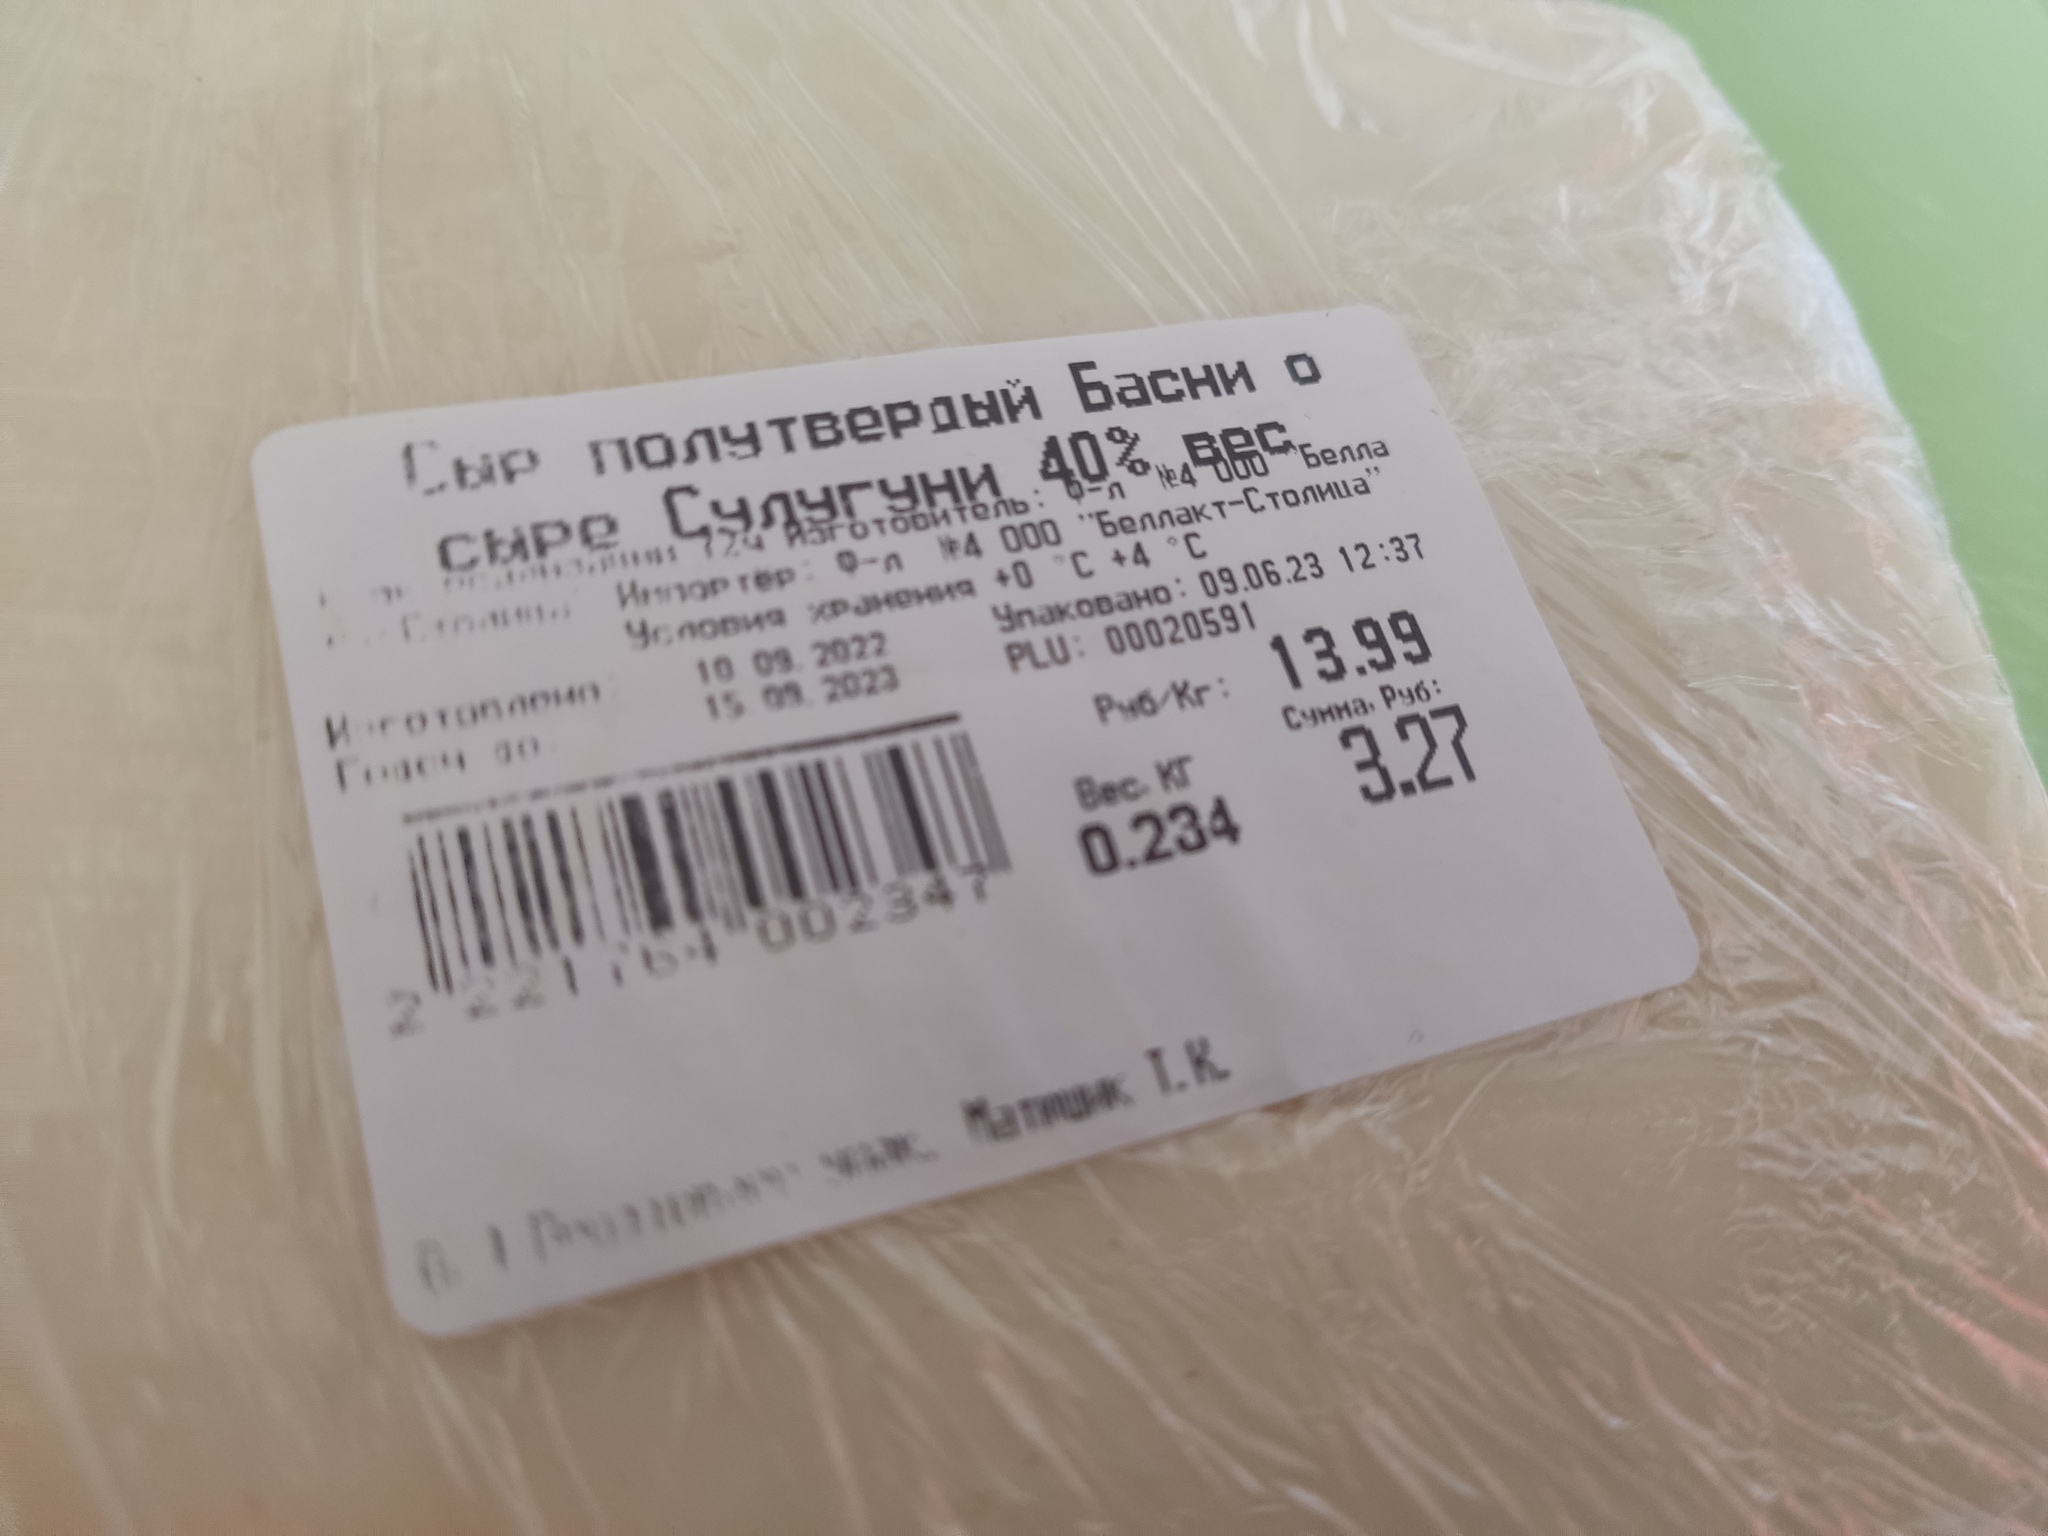 Сыр полутвердый Басни о
сыре Сулугуни 40% вес
72ч Изготовитель: Ф-л №4 ООО "Белла
Импортёр: Ф-л №4 ООО "Беллакт-Столица"
Условия хранения +0 °C +4 °C
Упаковано: 09.06.23 12:37
PLU: 00020591
Изготовлено: 10 09. 2022
Годен до: 15 09. 2023
Руб/Кг: 13.99
Сумма, Руб:
3.27
Вес, КГ
0.234
2 221764 002347
Матюшик Т.К.